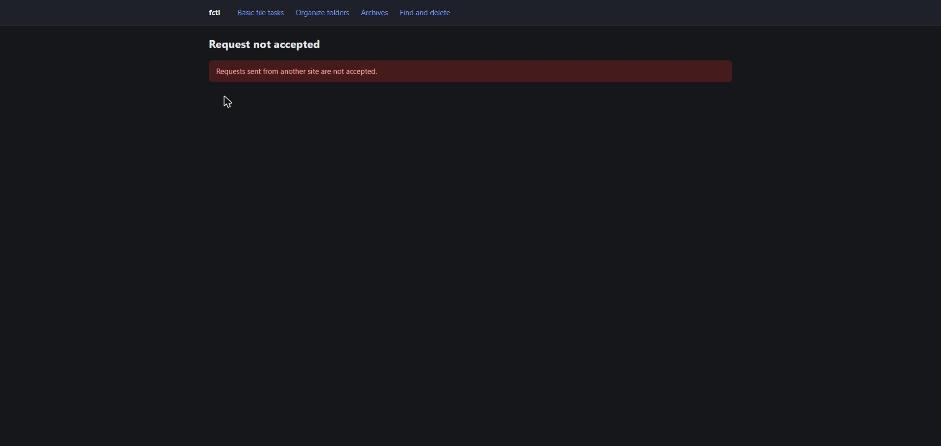 fctl Basic file tasks Organize folders Archives Find and delete
Request not accepted
Requests sent from another site are not accepted.